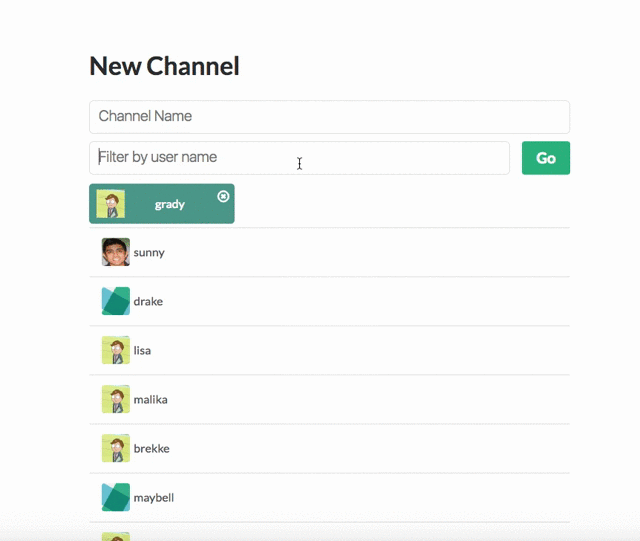 New Channel
Channel Name
Filter by user name
Go
grady
sunny
drake
lisa
malika
brekke
maybell